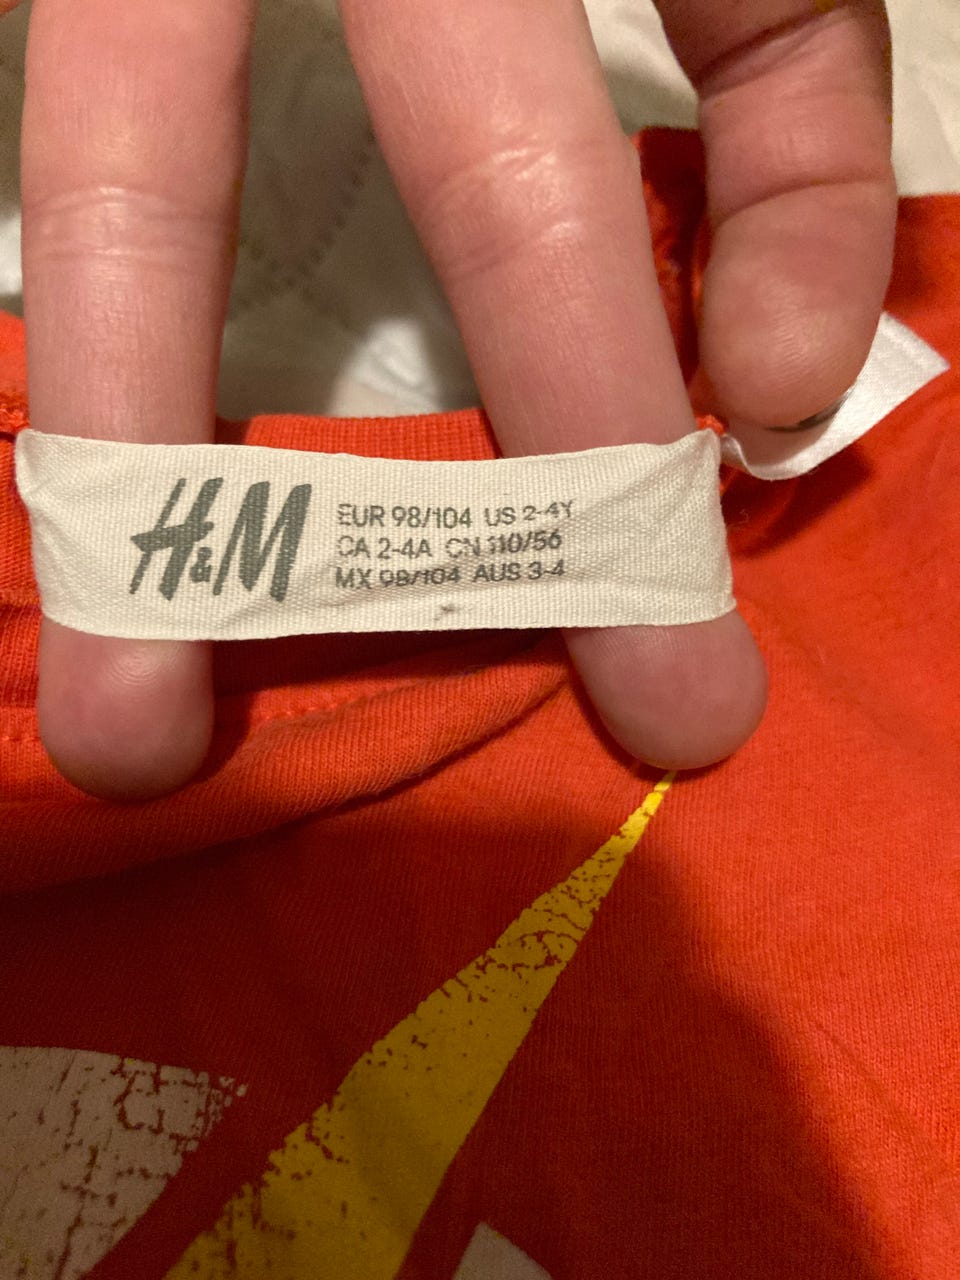 H&M
EUR 98/104 US 2-4Y
CA 2-4A CN 110/56
MX 98/104 AUS 3-4